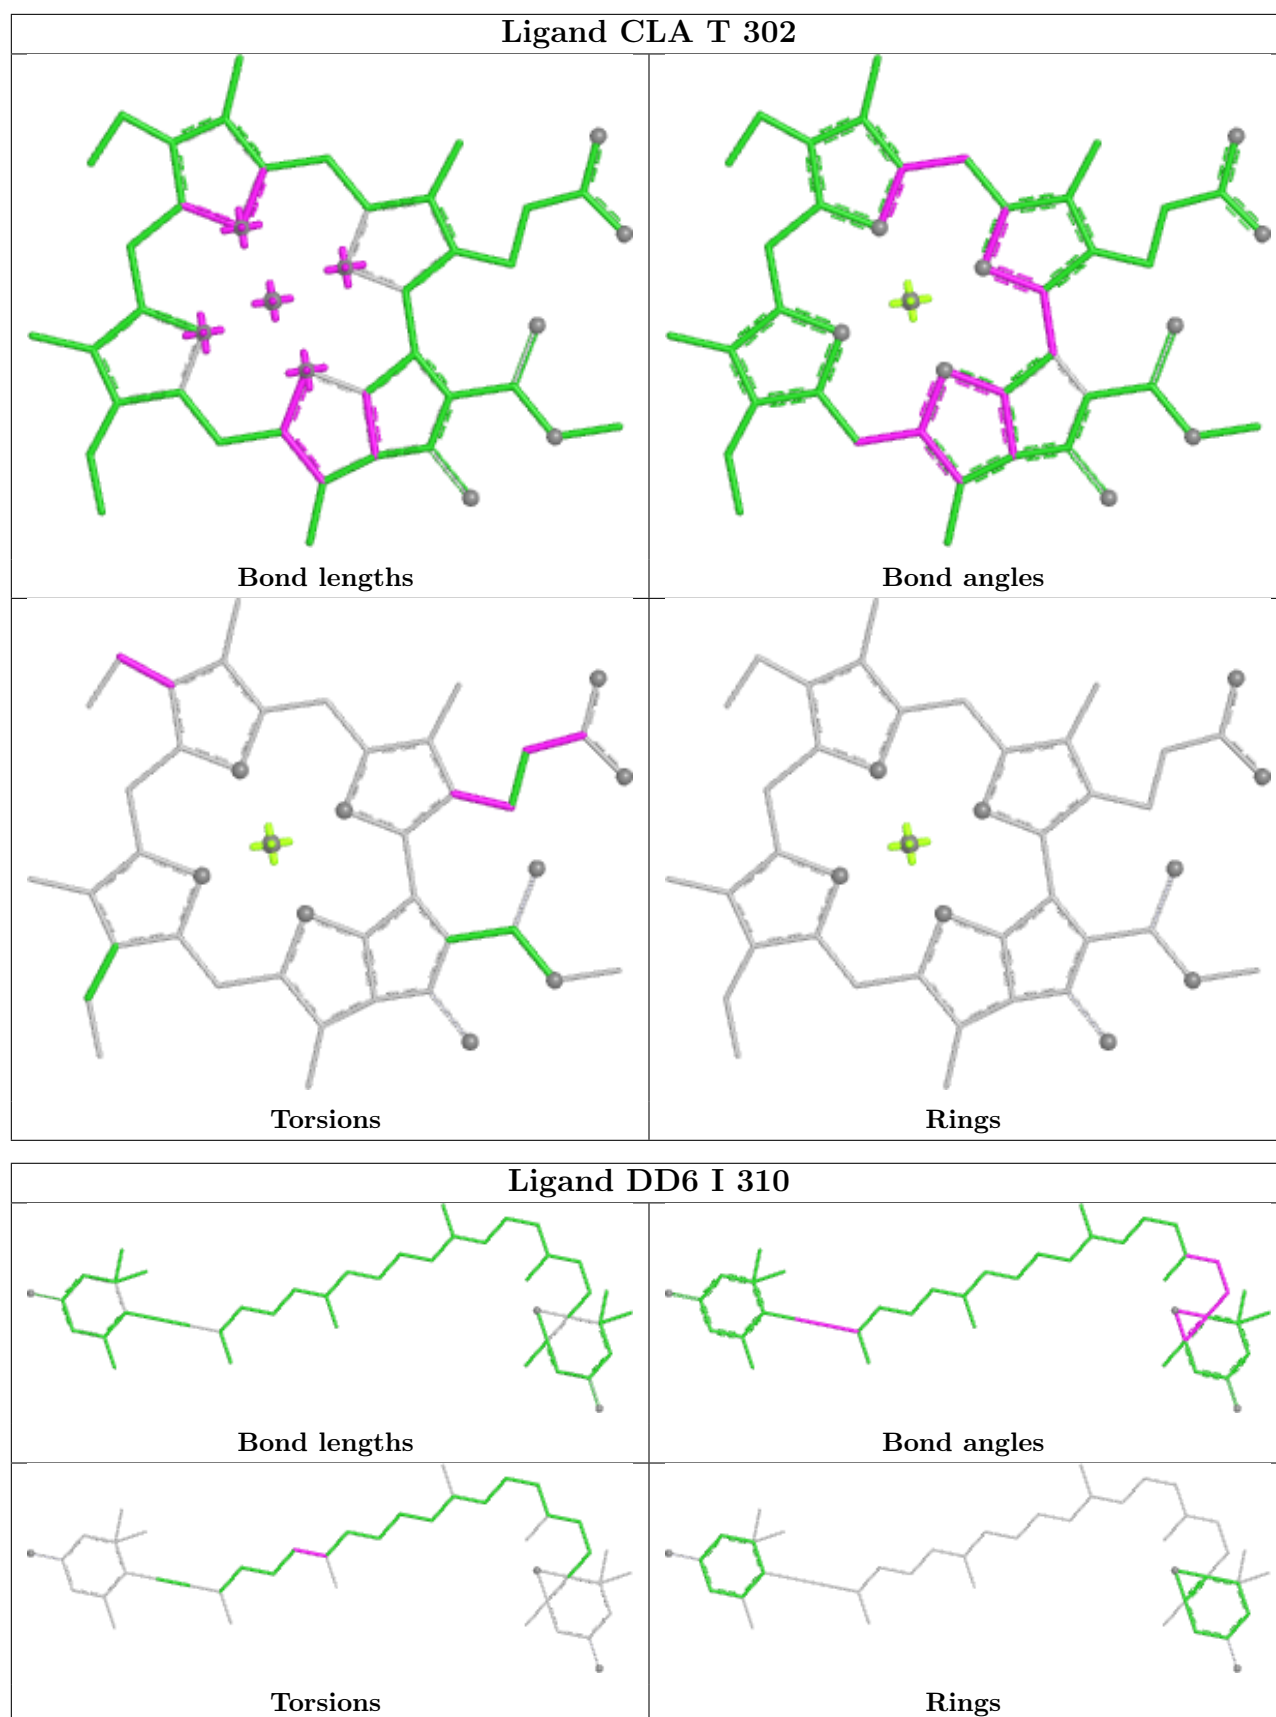 Ligand CLA T 302
Bond lengths
Bond angles
Torsions
Rings
Ligand DD6 I 310
Bond lengths
Bond angles
Torsions
Rings